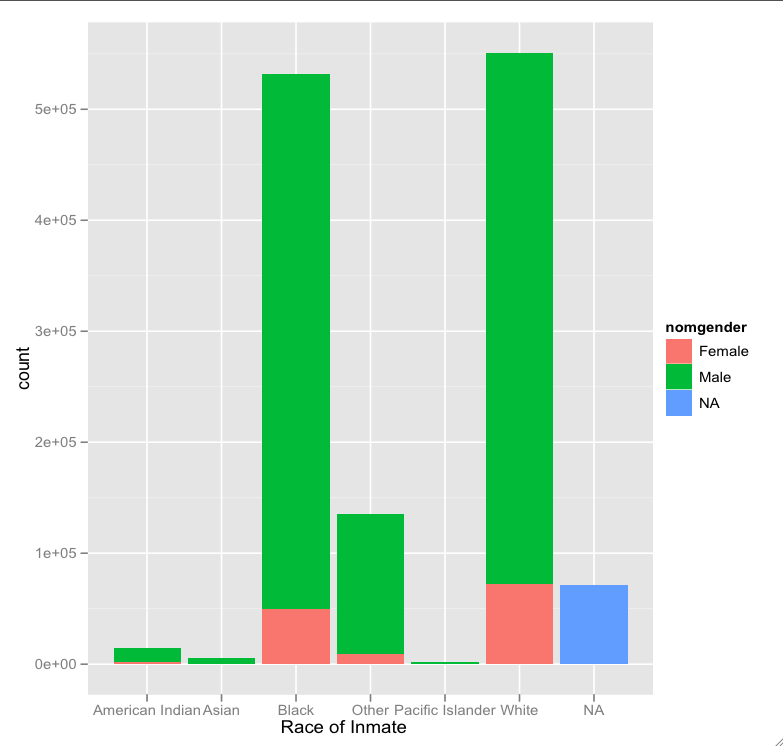 5e+05
4e+05
3e+05
2e+05
1e+05
0e+00
count
American Indian Asian Black Other Pacific Islander White NA
Race of Inmate
nomgender
Female
Male
NA